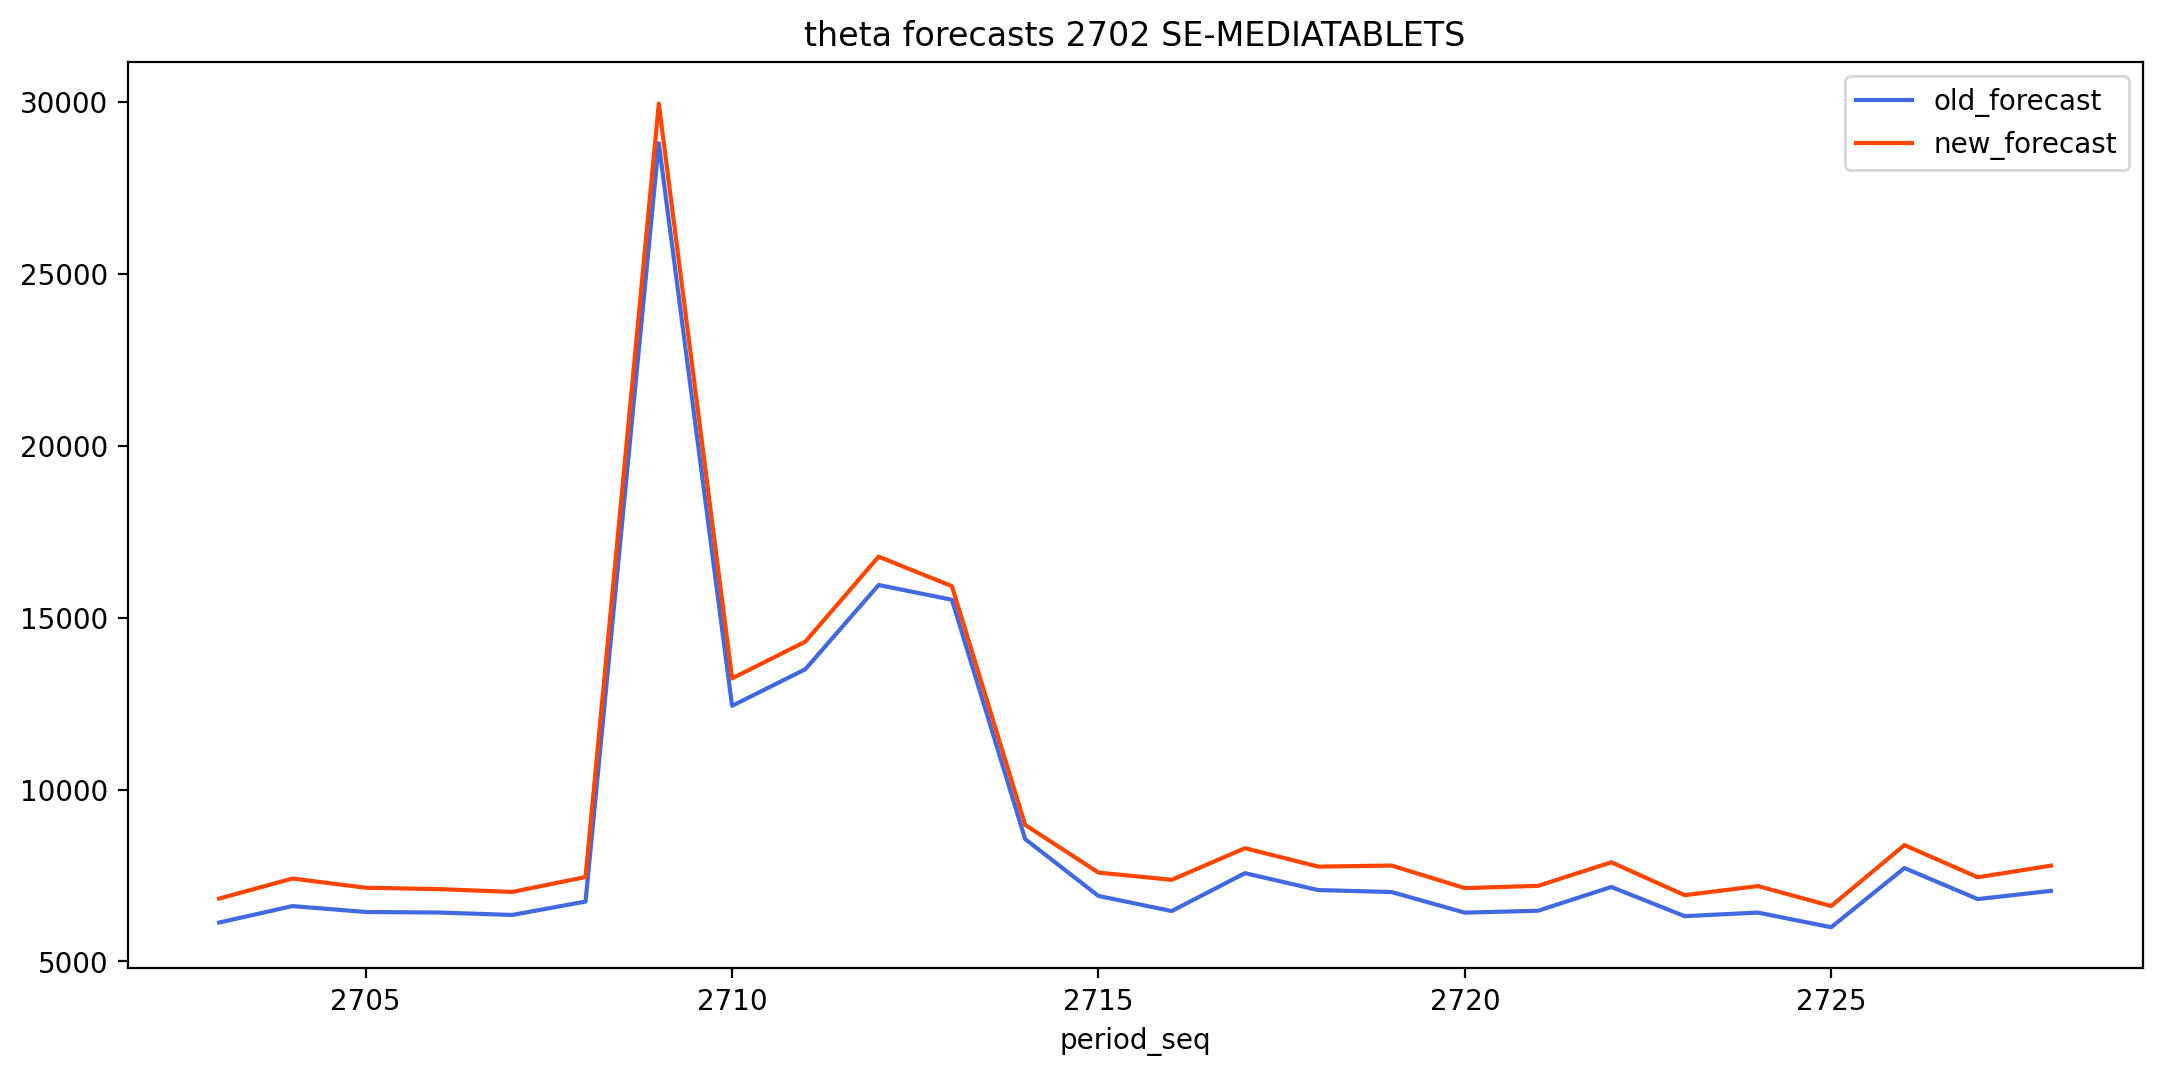 theta forecasts 2702 SE-MEDIATABLETS
old_forecast
new_forecast
30000
25000
20000
15000
10000
5000
2705 2710 2715 2720 2725
period_seq